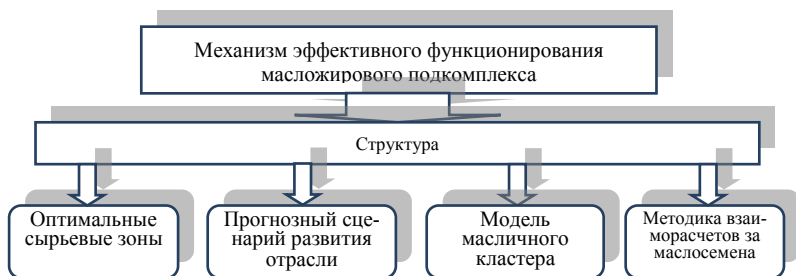 Механизм эффективного функционирования
масложирового подкомплекса
Структура
Оптимальные
сырьевые зоны
Прогнозный сце-
нарий развития
отрасли
Модель
масличного
кластера
Методика взаи-
морасчетов за
маслосемена